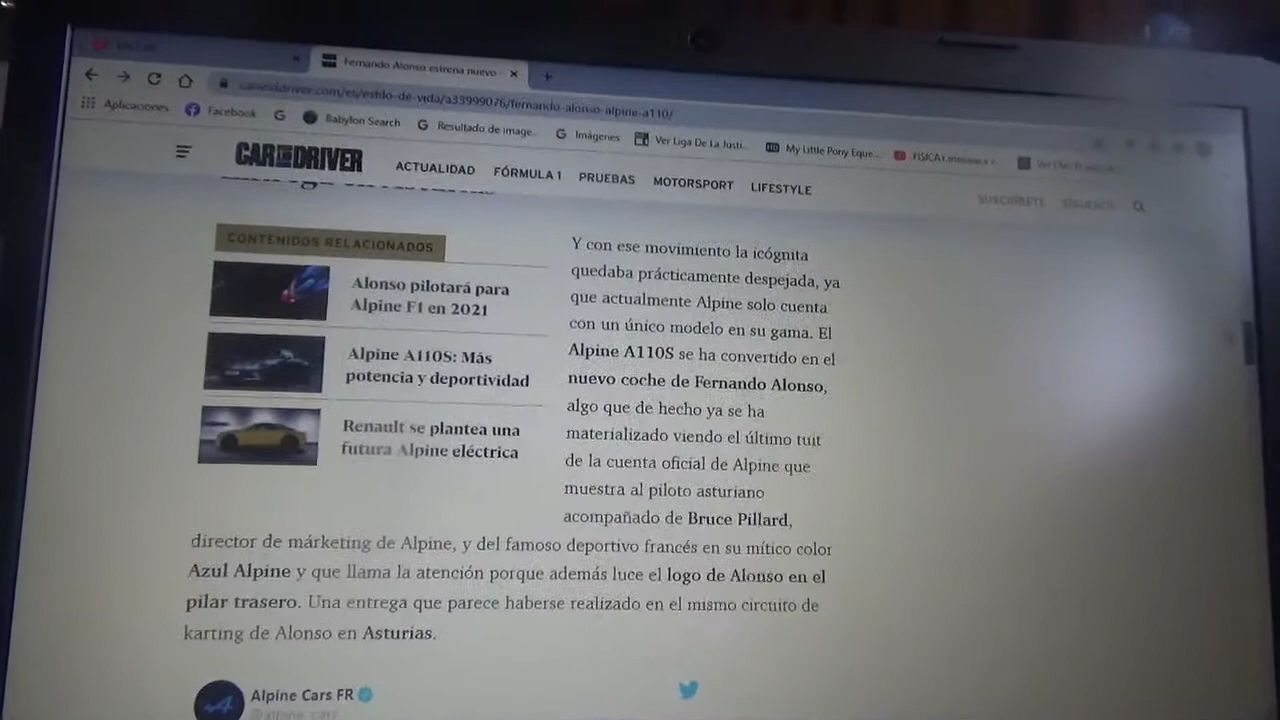 Fernando Alonso estrena nuevo
caranddriver.com/es/estilo-de-vida/a35999076/fernando-alonso-alpine-a110/
Aplicaciones Facebook Babylon Search Resultado de image... Imágenes Ver Liga De La Justi... My Little Pony Eque...
CAR AND DRIVER ACTUALIDAD FÓRMULA 1 PRUEBAS MOTORSPORT LIFESTYLE SUSCRÍBETE SÍGUENOS
CONTENIDOS RELACIONADOS
Alonso pilotará para
Alpine F1 en 2021
Alpine A110S: Más
potencia y deportividad
Renault se plantea una
futura Alpine eléctrica
Y con ese movimiento la icógnita
quedaba prácticamente despejada, ya
que actualmente Alpine solo cuenta
con un único modelo en su gama. El
Alpine A110S se ha convertido en el
nuevo coche de Fernando Alonso,
algo que de hecho ya se ha
materializado viendo el último tuit
de la cuenta oficial de Alpine que
muestra al piloto asturiano
acompañado de Bruce Pillard,
director de márketing de Alpine, y del famoso deportivo francés en su mítico color
Azul Alpine y que llama la atención porque además luce el logo de Alonso en el
pilar trasero. Una entrega que parece haberse realizado en el mismo circuito de
karting de Alonso en Asturias.
Alpine Cars FR
@alpine_cars